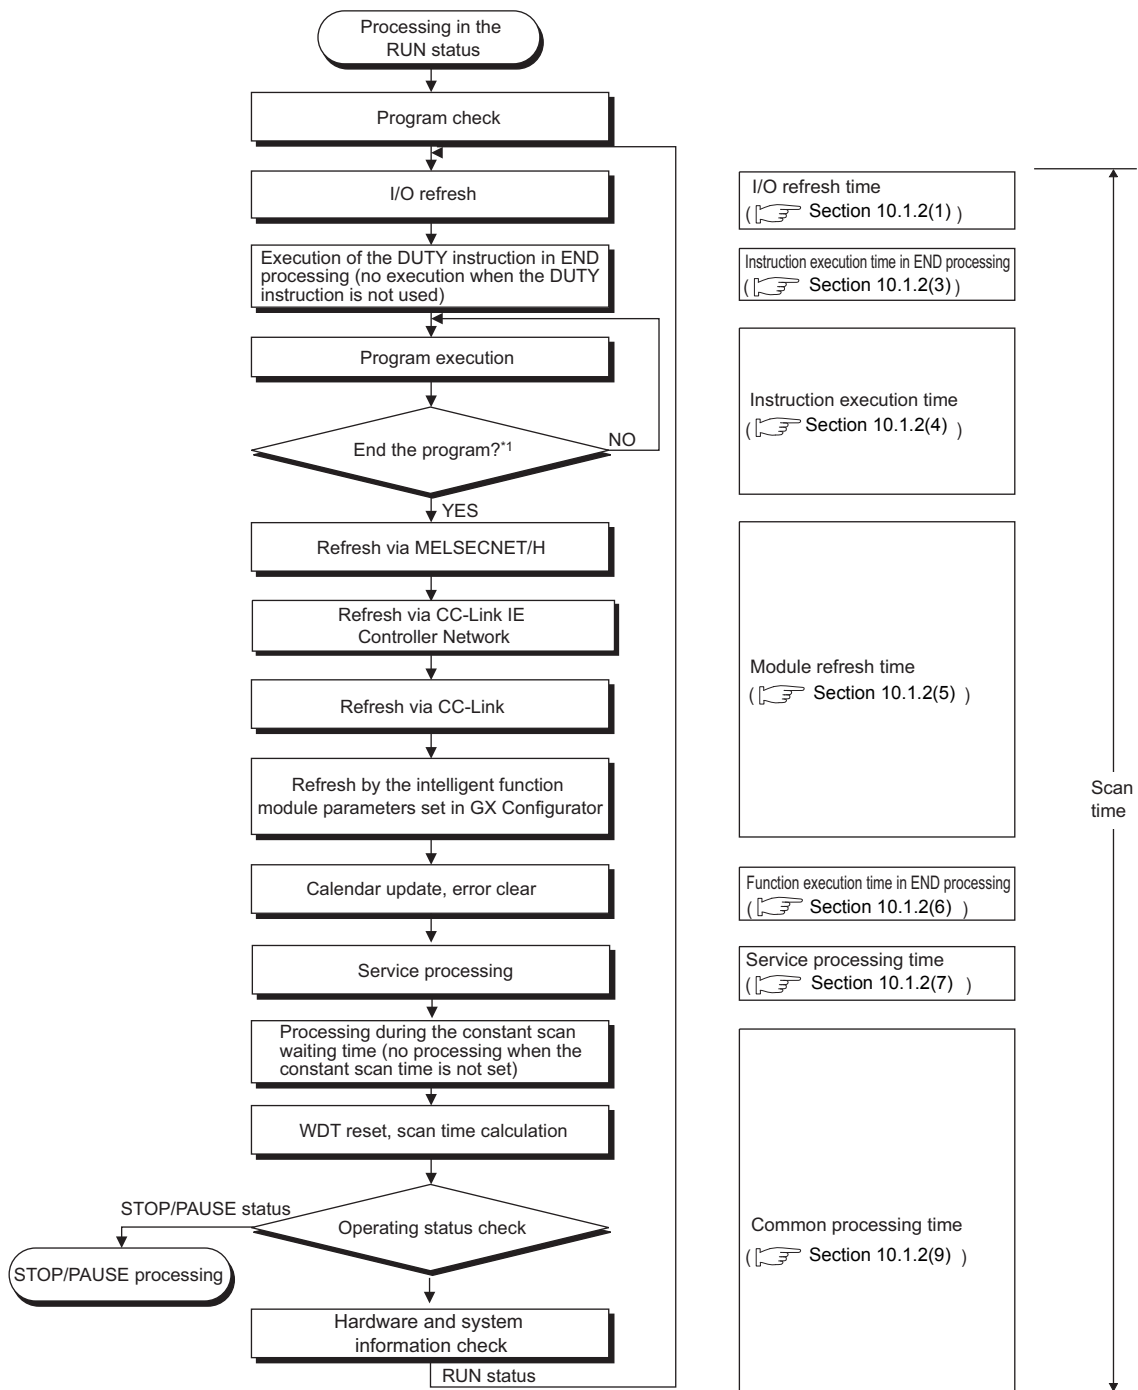 Processing in the
RUN status
Program check
I/O refresh
I/O refresh time
( Section 10.1.2(1) )
Execution of the DUTY instruction in END
processing (no execution when the DUTY
instruction is not used)
Instruction execution time in END processing
( Section 10.1.2(3) )
Program execution
Instruction execution time
( Section 10.1.2(4) )
End the program?*1
NO
YES
Refresh via MELSECNET/H
Refresh via CC-Link IE
Controller Network
Refresh via CC-Link
Module refresh time
( Section 10.1.2(5) )
Refresh by the intelligent function
module parameters set in GX Configurator
Scan
time
Calendar update, error clear
Function execution time in END processing
( Section 10.1.2(6) )
Service processing
Service processing time
( Section 10.1.2(7) )
Processing during the constant scan
waiting time (no processing when the
constant scan time is not set)
WDT reset, scan time calculation
STOP/PAUSE status
Operating status check
Common processing time
( Section 10.1.2(9) )
STOP/PAUSE processing
Hardware and system
information check
RUN status